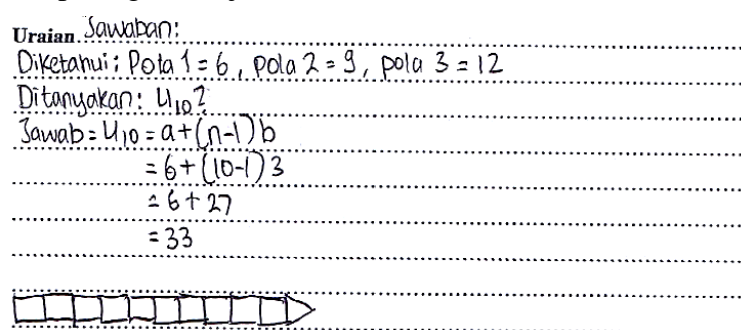 Uraian. Jawaban:
Diketahui: Pola 1 = 6, pola 2 = 9, pola 3 = 12
Ditanyakan: U10?
Jawab = U10 = a + (n-1)b
= 6 + (10-1) 3
= 6 + 27
= 33